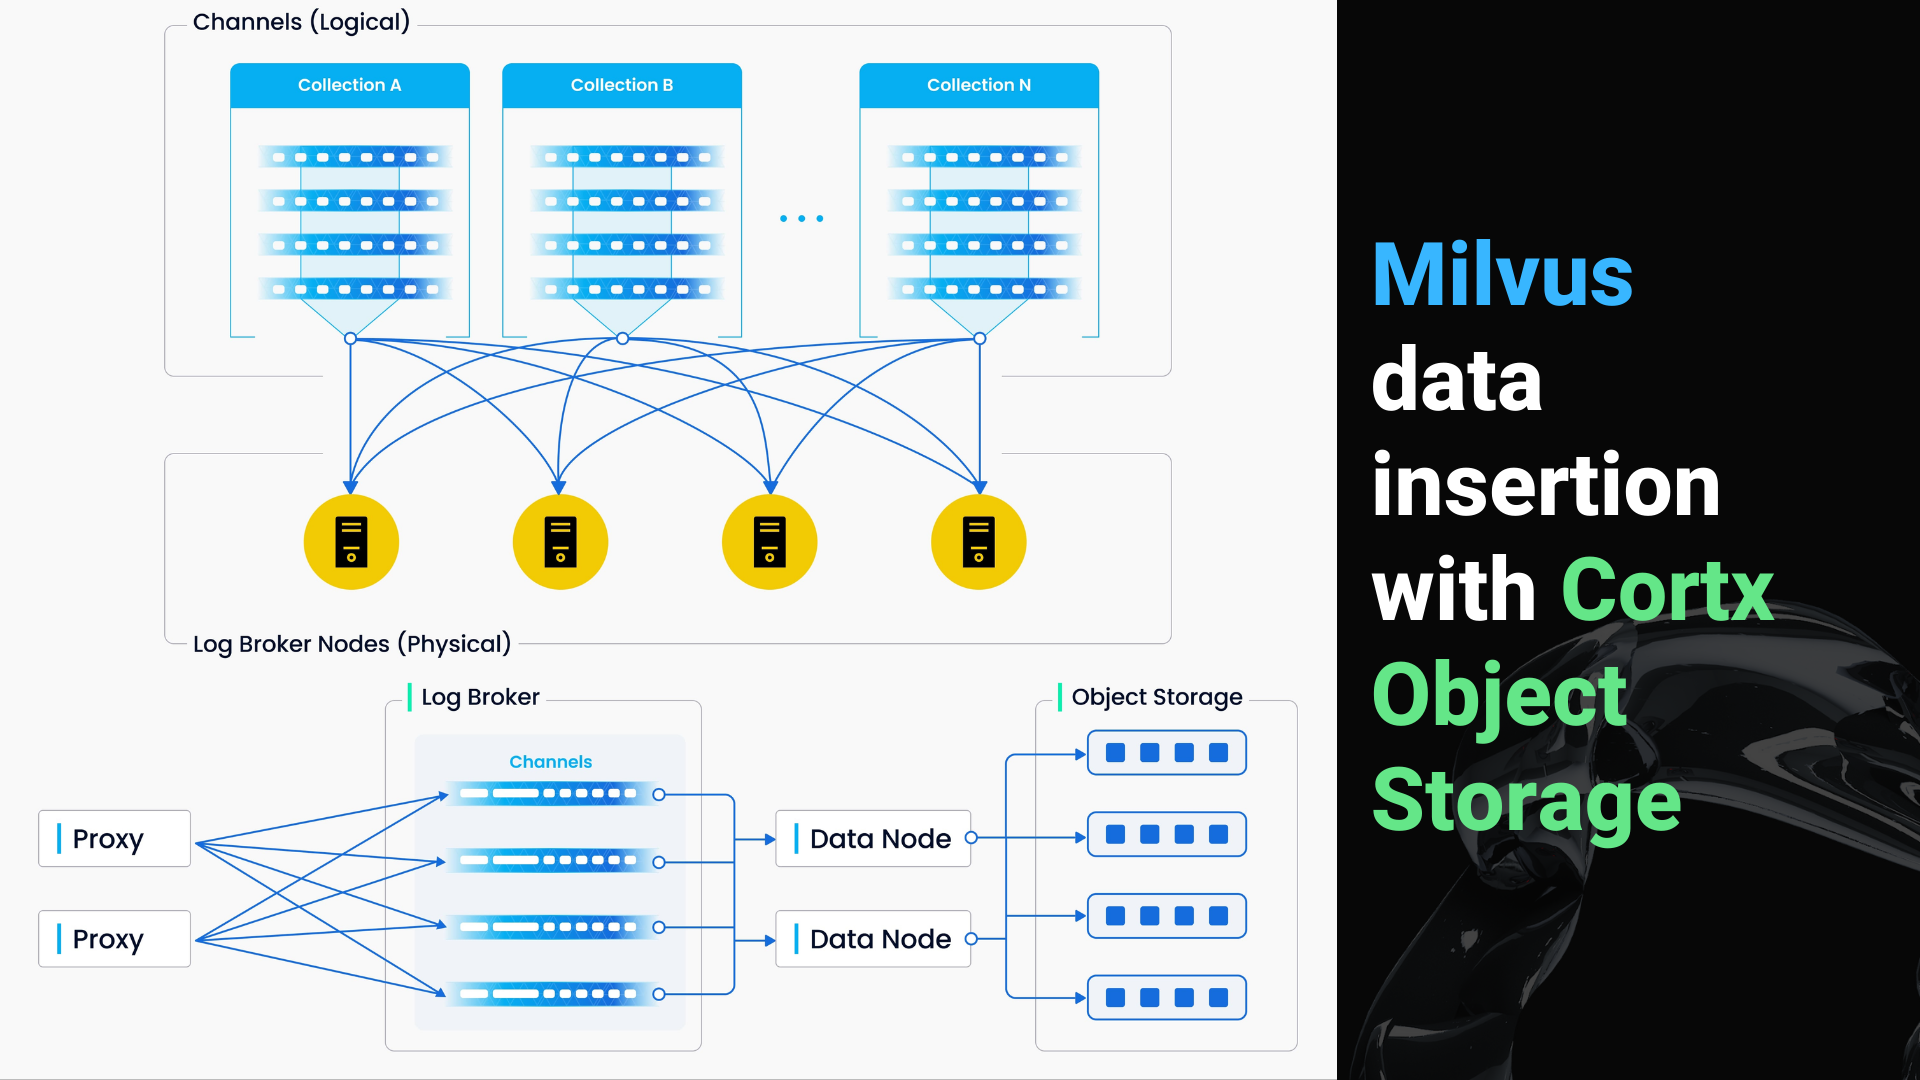 Channels (Logical)
Collection A
Collection B
Collection N
Log Broker Nodes (Physical)
Log Broker
Channels
Proxy
Proxy
Data Node
Data Node
Object Storage
Milvus
data
insertion
with Cortx
Object
Storage